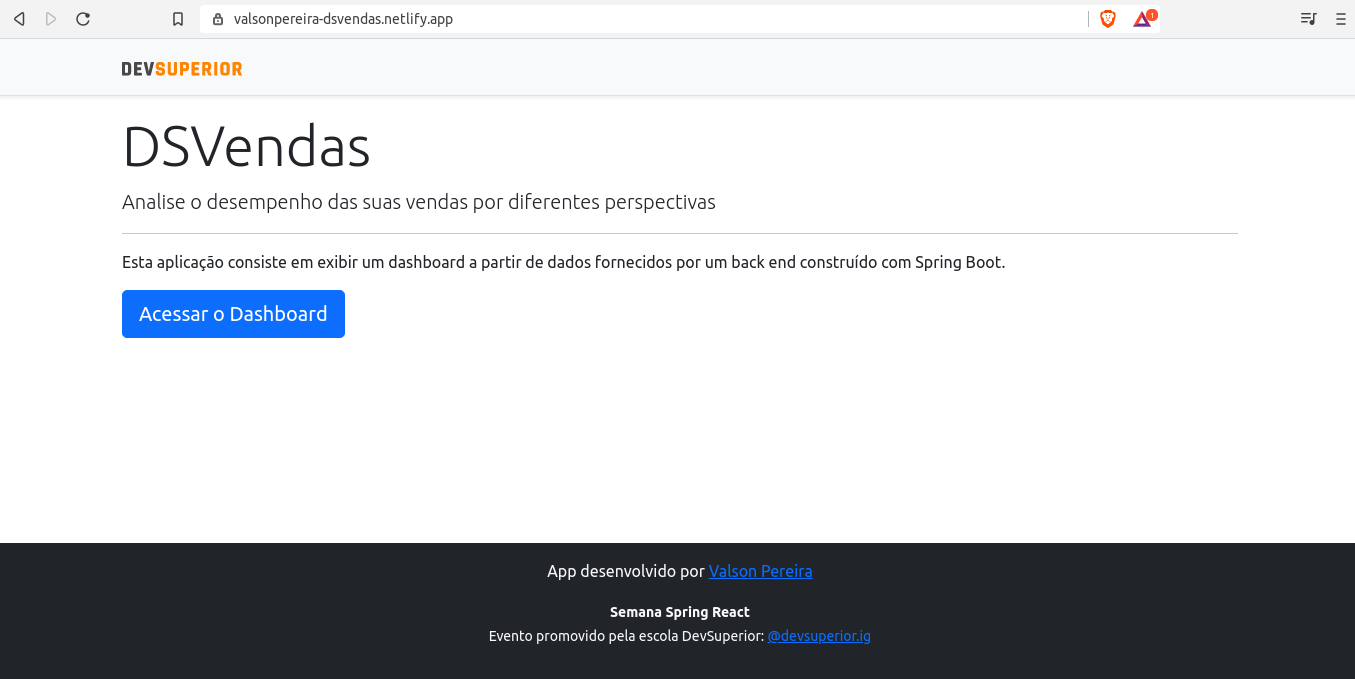 valsonpereira-dsvendas.netlify.app
1
DEVSUPERIOR
DSVendas
Analise o desempenho das suas vendas por diferentes perspectivas
Esta aplicação consiste em exibir um dashboard a partir de dados fornecidos por um back end construído com Spring Boot.
Acessar o Dashboard
App desenvolvido por Valson Pereira
Semana Spring React
Evento promovido pela escola DevSuperior: @devsuperior.ig